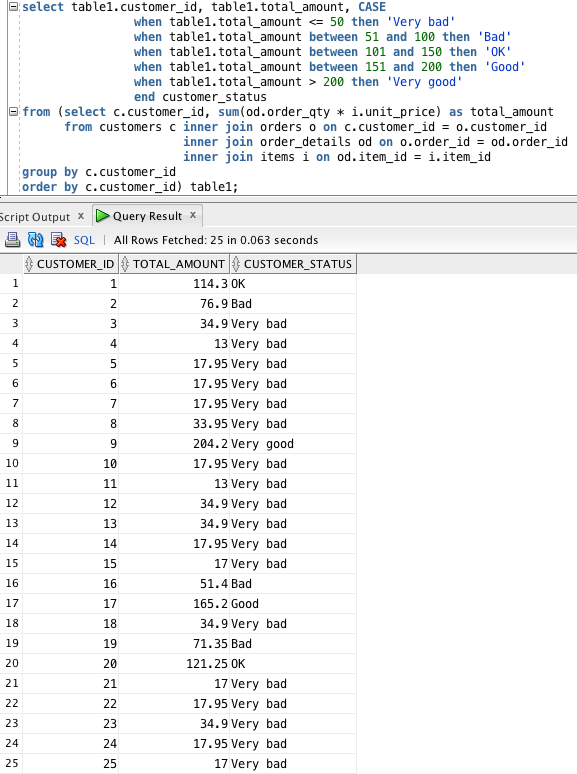 select table1.customer_id, table1.total_amount, CASE
when table1.total_amount <= 50 then 'Very bad'
when table1.total_amount between 51 and 100 then 'Bad'
when table1.total_amount between 101 and 150 then 'OK'
when table1.total_amount between 151 and 200 then 'Good'
when table1.total_amount > 200 then 'Very good'
end customer_status
from (select c.customer_id, sum(od.order_qty * i.unit_price) as total_amount
from customers c inner join orders o on c.customer_id = o.customer_id
inner join order_details od on o.order_id = od.order_id
inner join items i on od.item_id = i.item_id
group by c.customer_id
order by c.customer_id) table1;
Script Output x Query Result x
SQL | All Rows Fetched: 25 in 0.063 seconds
CUSTOMER_ID TOTAL_AMOUNT CUSTOMER_STATUS
1 1 114.3 OK
2 2 76.9 Bad
3 3 34.9 Very bad
4 4 13 Very bad
5 5 17.95 Very bad
6 6 17.95 Very bad
7 7 17.95 Very bad
8 8 33.95 Very bad
9 9 204.2 Very good
10 10 17.95 Very bad
11 11 13 Very bad
12 12 34.9 Very bad
13 13 34.9 Very bad
14 14 17.95 Very bad
15 15 17 Very bad
16 16 51.4 Bad
17 17 165.2 Good
18 18 34.9 Very bad
19 19 71.35 Bad
20 20 121.25 OK
21 21 17 Very bad
22 22 17.95 Very bad
23 23 34.9 Very bad
24 24 17.95 Very bad
25 25 17 Very bad